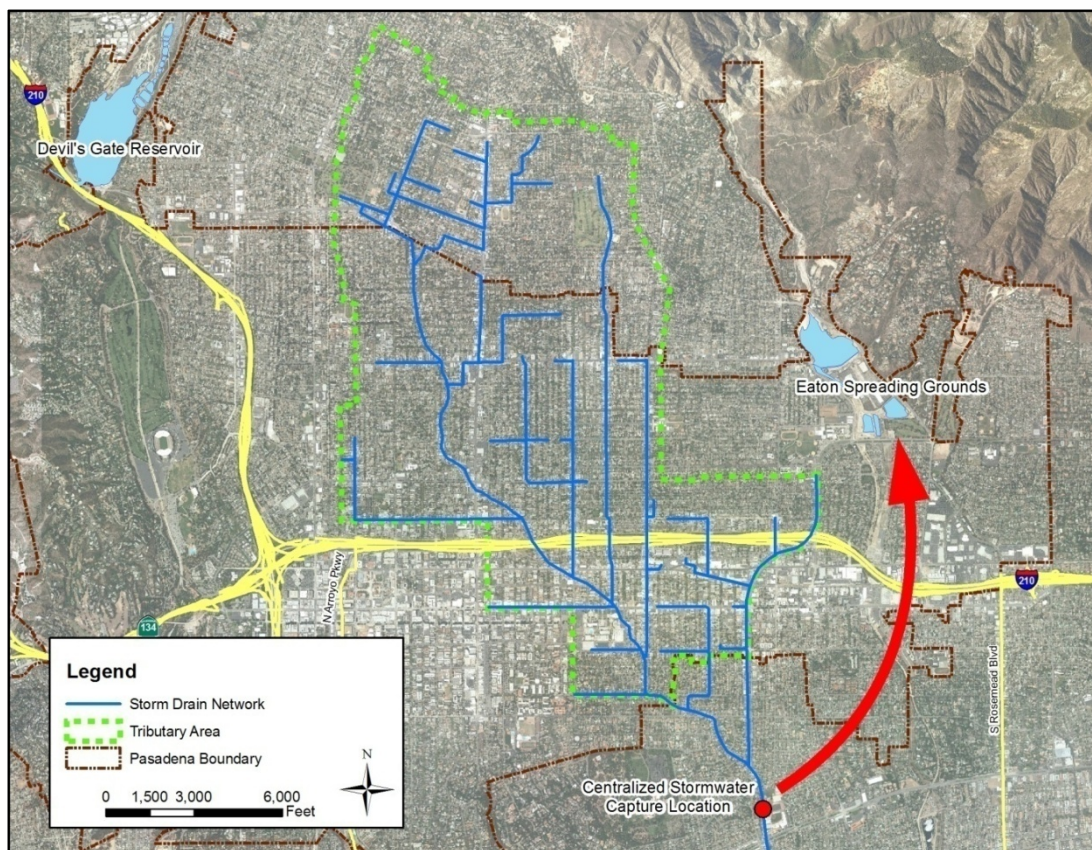 210
Devil's Gate Reservoir
Eaton Spreading Grounds
N Arroyo Pkwy
210
134
S Rosemead Blvd
Legend
Storm Drain Network
Tributary Area
Pasadena Boundary
N
0 1,500 3,000 6,000
Feet
Centralized Stormwater
Capture Location